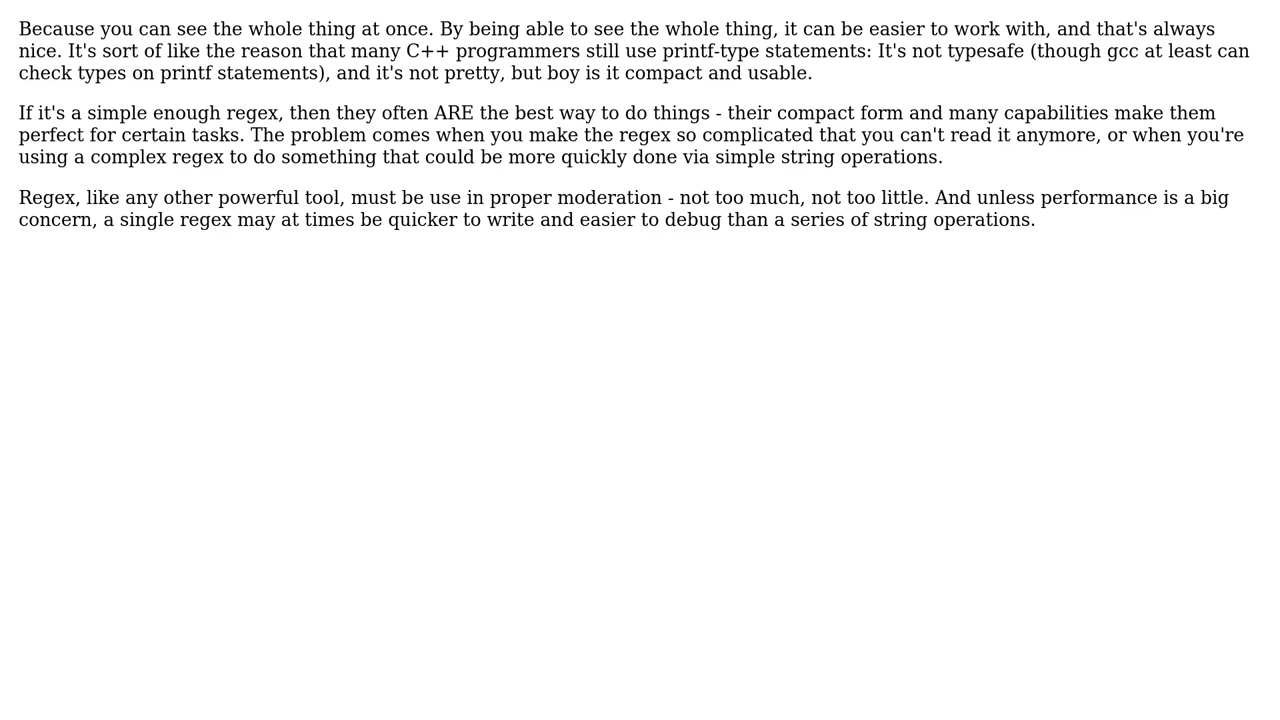 Because you can see the whole thing at once. By being able to see the whole thing, it can be easier to work with, and that's always
nice. It's sort of like the reason that many C++ programmers still use printf-type statements: It's not typesafe (though gcc at least can
check types on printf statements), and it's not pretty, but boy is it compact and usable.
If it's a simple enough regex, then they often ARE the best way to do things - their compact form and many capabilities make them
perfect for certain tasks. The problem comes when you make the regex so complicated that you can't read it anymore, or when you're
using a complex regex to do something that could be more quickly done via simple string operations.
Regex, like any other powerful tool, must be use in proper moderation - not too much, not too little. And unless performance is a big
concern, a single regex may at times be quicker to write and easier to debug than a series of string operations.